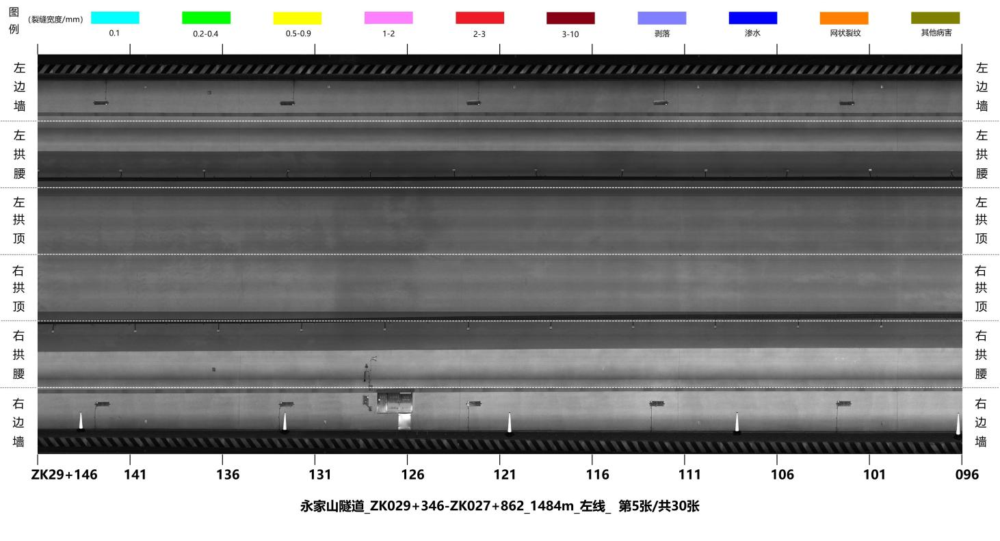 图例 (裂缝宽度/mm)
0.1 0.2-0.4 0.5-0.9 1-2 2-3 3-10 剥落 渗水 网状裂纹 其他病害
左边墙 左边墙
左拱腰 左拱腰
左拱顶 左拱顶
右拱顶 右拱顶
右拱腰 右拱腰
右边墙 右边墙
ZK29+146 141 136 131 126 121 116 111 106 101 096
永家山隧道_ZK029+346-ZK027+862_1484m_左线_ 第5张/共30张